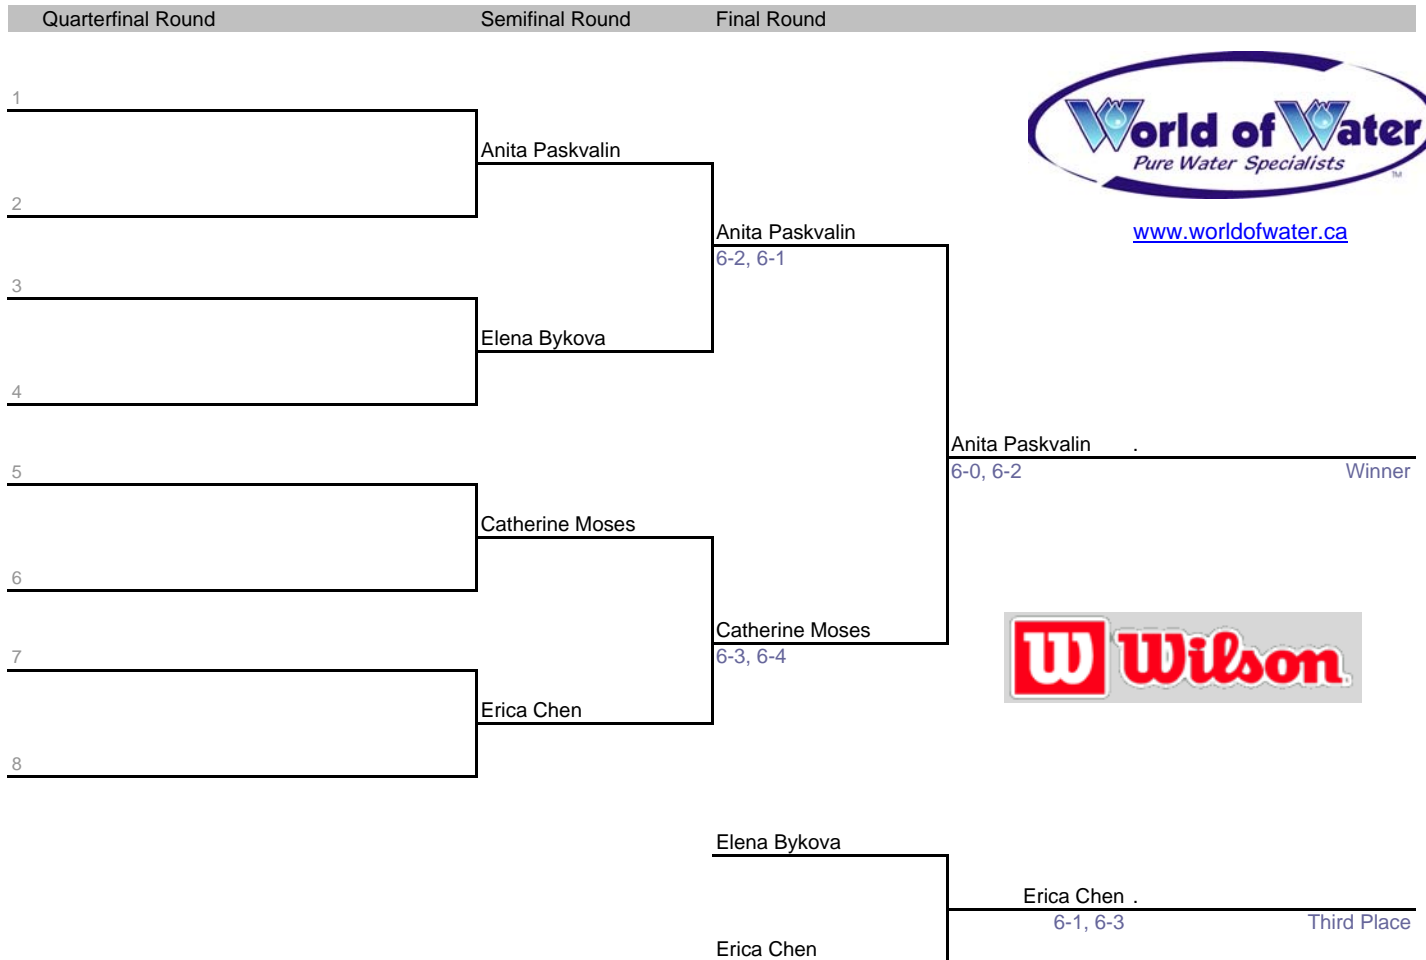 Quarterfinal Round Semifinal Round Final Round
1
Anita Paskvalin
2
Anita Paskvalin
6-2, 6-1
3
Elena Bykova
4
Anita Paskvalin .
6-0, 6-2 Winner
5
Catherine Moses
6
Catherine Moses
6-3, 6-4
7
Erica Chen
8
Elena Bykova
Erica Chen .
6-1, 6-3 Third Place
Erica Chen
World of Water
Pure Water Specialists
TM
www.worldofwater.ca
W Wilson